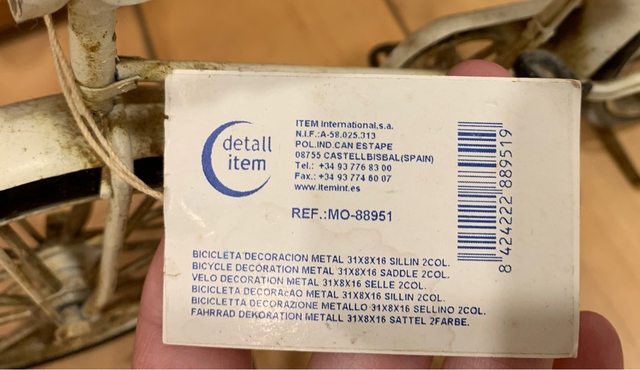 detall
item
ITEM International,s.a.
N.I.F.:A-58.025.313
POL.IND.CAN ESTAPE
08755 CASTELLBISBAL(SPAIN)
Tel.: +34 93 776 83 00
Fax.: +34 93 774 60 07
www.itemint.es
REF.:MO-88951
8 424222 889519
BICICLETA DECORACION METAL 31X8X16 SILLIN 2COL.
BICYCLE DECORATION METAL 31X8X16 SADDLE 2COL.
VELO DECORATION METAL 31X8X16 SELLE 2COL.
BICICLETA DECORAcAO METAL 31X8X16 SILLIN 2COL.
BICICLETTA DECORAZIONE METALLO 31X8X16 SELLINO 2COL.
FAHRRAD DEKORATION METALL 31X8X16 SATTEL 2FARBE.